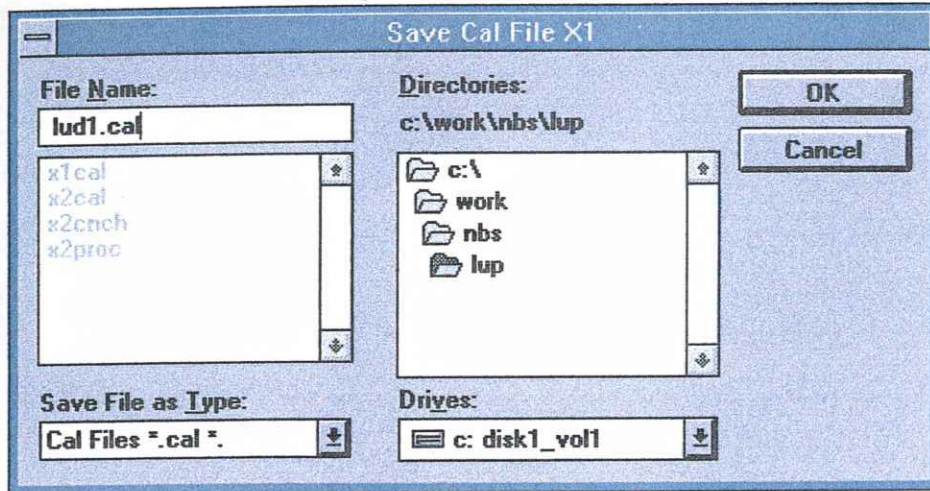 Save Cal File X1
File Name:
lud1.cal
x1cal
x2cal
x2cnch
x2proc
Save File as Type:
Cal Files *.cal *.
Directories:
c:\work\nbs\lup
c:\
work
nbs
lup
Drives:
c: disk1_vol1
OK
Cancel